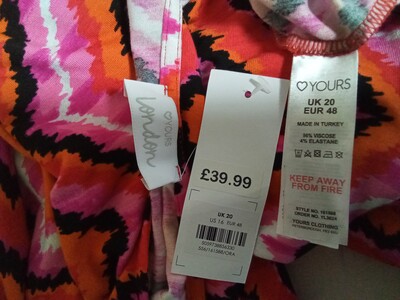 YOURS
London
£39.99
UK 20
US 16 EUR 48
YOURS
UK 20
EUR 48
MADE IN TURKEY
96% VISCOSE
4% ELASTANE
KEEP AWAY
FROM FIRE
YOURS CLOTHING